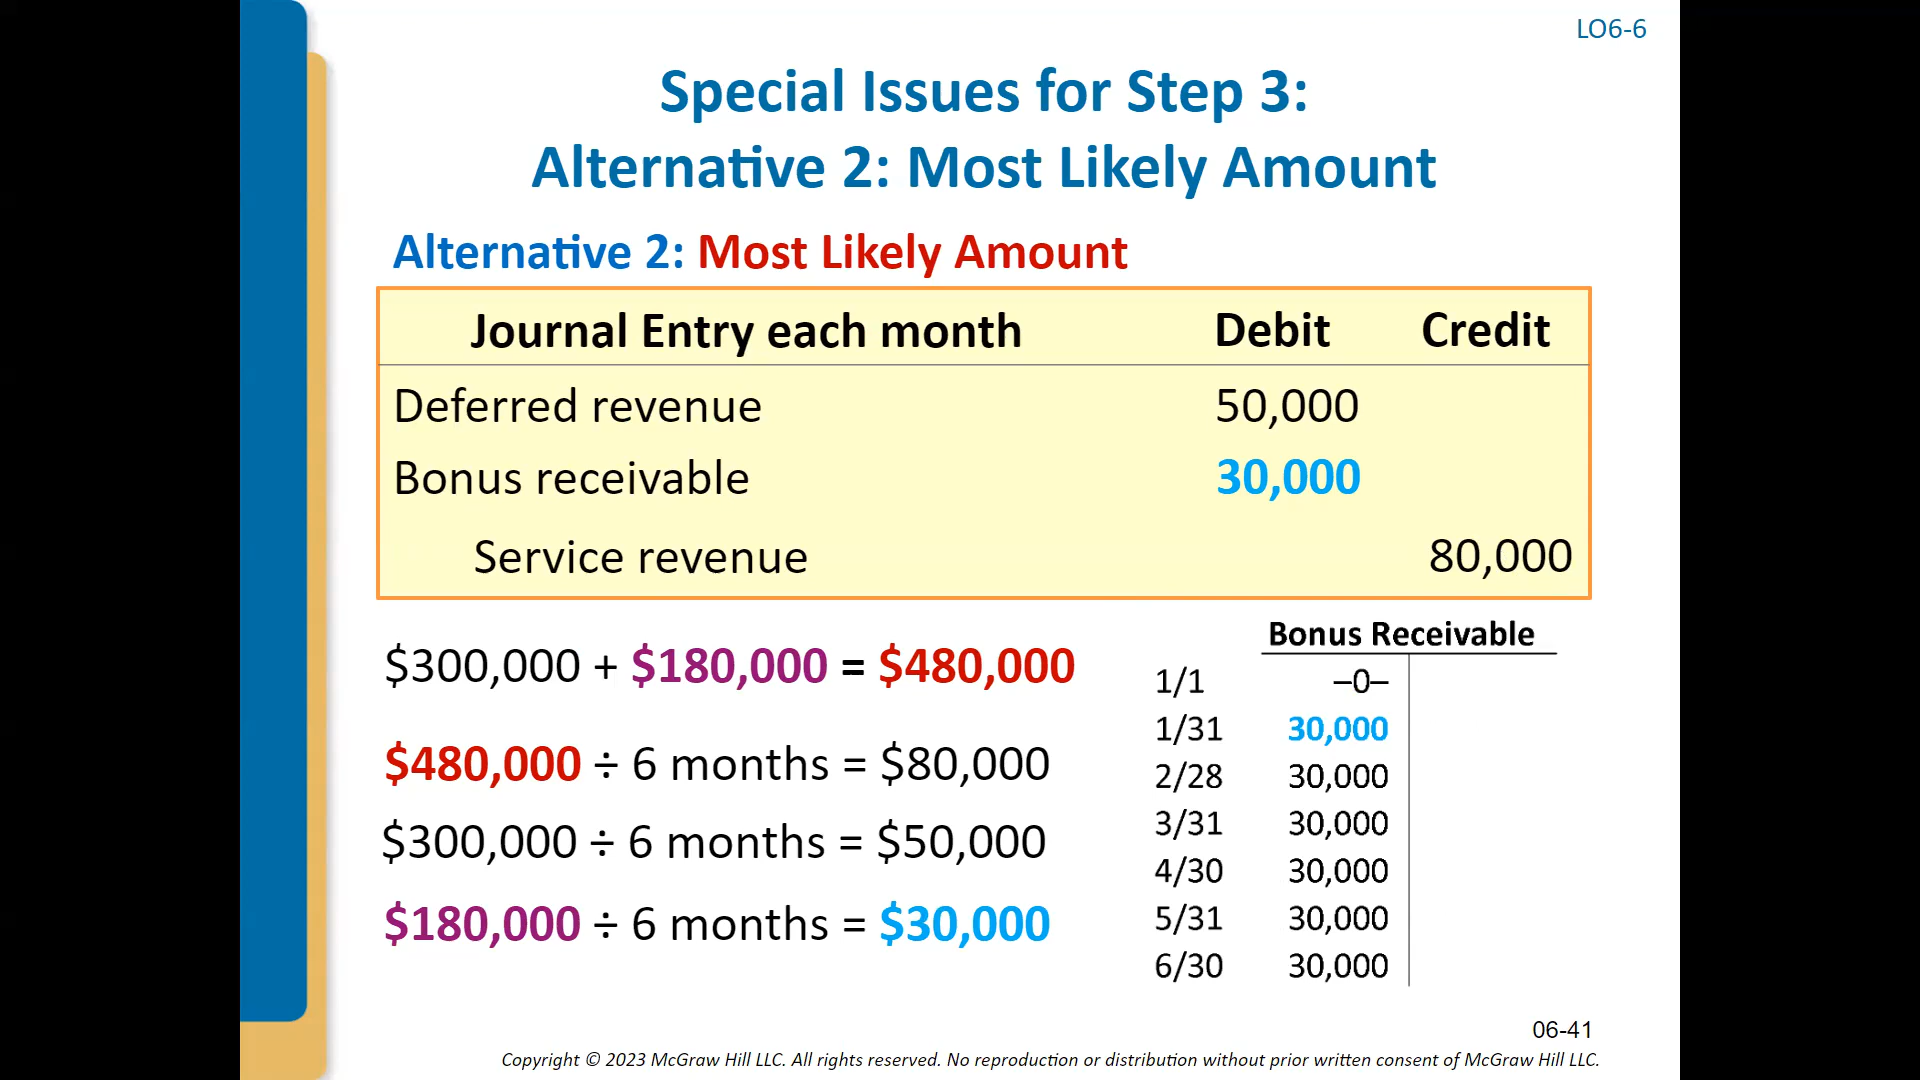 LO6-6
Special Issues for Step 3:
Alternative 2: Most Likely Amount
Alternative 2: Most Likely Amount
Journal Entry each month Debit Credit
Deferred revenue 50,000
Bonus receivable 30,000
Service revenue 80,000
$300,000 + $180,000 = $480,000
$480,000 ÷ 6 months = $80,000
$300,000 ÷ 6 months = $50,000
$180,000 ÷ 6 months = $30,000
Bonus Receivable
1/1 –0–
1/31 30,000
2/28 30,000
3/31 30,000
4/30 30,000
5/31 30,000
6/30 30,000
06-41
Copyright © 2023 McGraw Hill LLC. All rights reserved. No reproduction or distribution without prior written consent of McGraw Hill LLC.